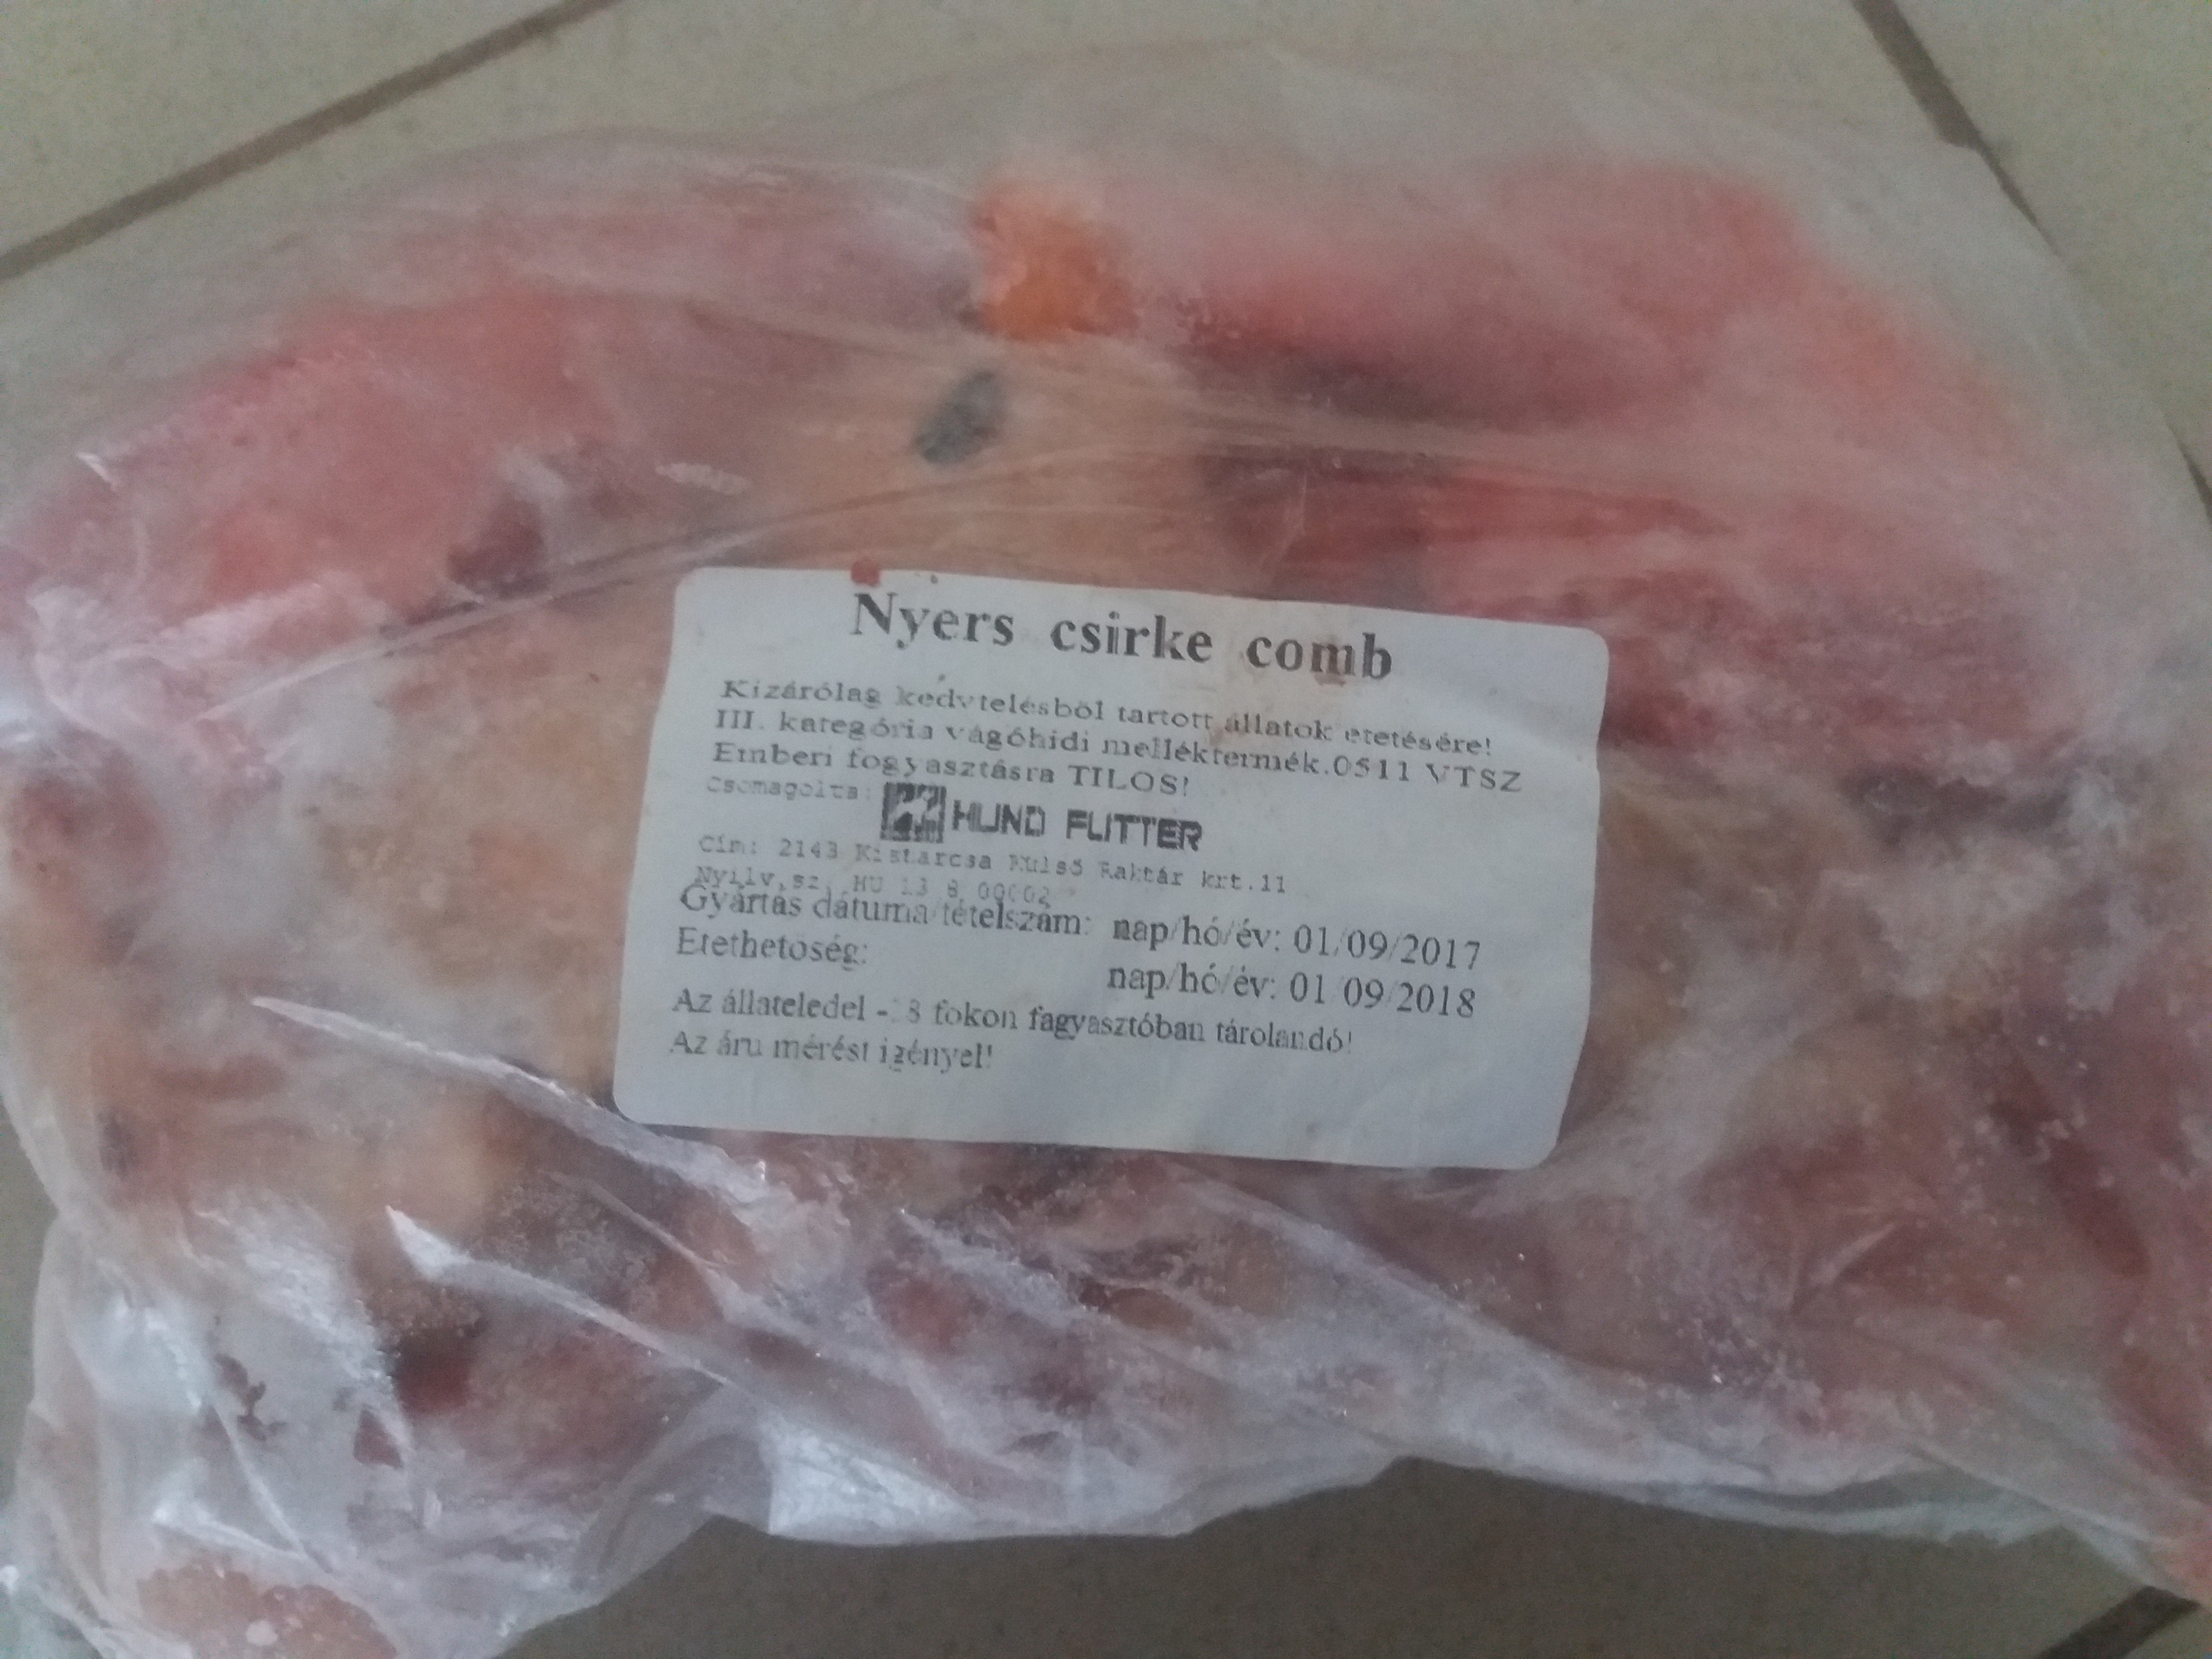 Nyers csirke comb
Kizárólag kedvtelésből tartott állatok etetésére!
III. kategória vágóhidi melléktermék.0511 VTSZ
Emberi fogyasztásra TILOS!
Csomagolta:
HUND FUTTER
Cím: 2143 Kistarcsa Külső Raktár krt.11
Nyilv.sz. HU 13 8 00002
Gyártás dátuma/tételszám: nap/hó/év: 01/09/2017
Etethetőség:
nap/hó/év: 01/09/2018
Az állateledel fokon fagyasztóban tárolandó!
Az áru mérést igényel!